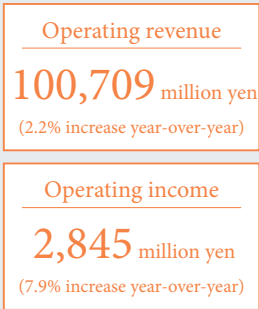 Operating revenue
100,709 million yen
(2.2% increase year-over-year)
Operating income
2,845 million yen
(7.9% increase year-over-year)